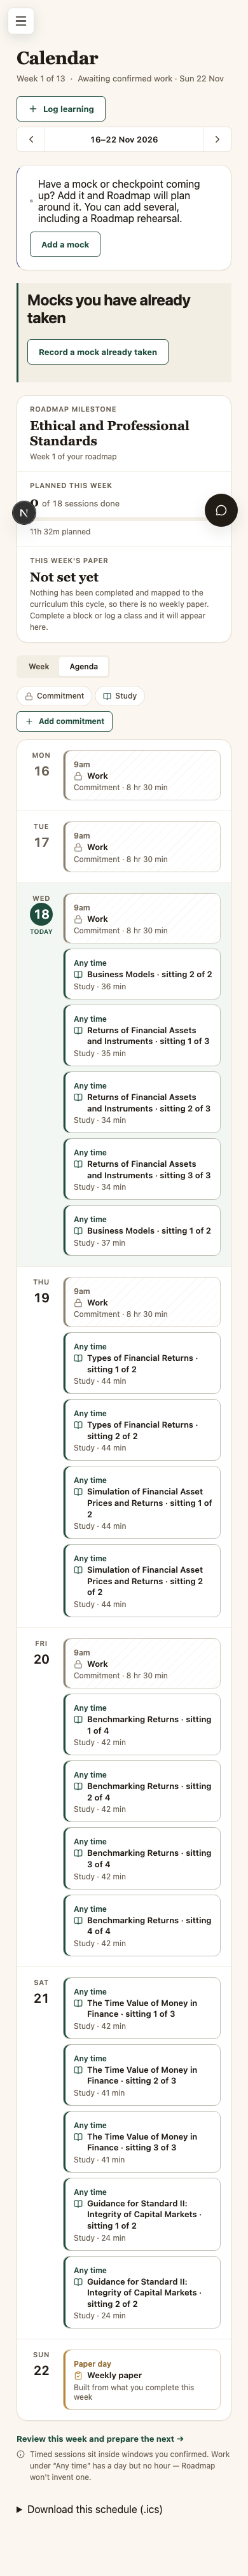 Calendar
Week 1 of 13 · Awaiting confirmed work · Sun 22 Nov
+ Log learning
16–22 Nov 2026
Have a mock or checkpoint coming
up? Add it and Roadmap will plan
around it. You can add several,
including a Roadmap rehearsal.
Add a mock
Mocks you have already
taken
Record a mock already taken
ROADMAP MILESTONE
Ethical and Professional
Standards
Week 1 of your roadmap
PLANNED THIS WEEK
0 of 18 sessions done
N
11h 32m planned
THIS WEEK'S PAPER
Not set yet
Nothing has been completed and mapped to the
curriculum this cycle, so there is no weekly paper.
Complete a block or log a class and it will appear
here.
Week Agenda
Commitment Study
+ Add commitment
MON
16
9am
Work
Commitment · 8 hr 30 min
TUE
17
9am
Work
Commitment · 8 hr 30 min
WED
18
TODAY
9am
Work
Commitment · 8 hr 30 min
Any time
Business Models · sitting 2 of 2
Study · 36 min
Any time
Returns of Financial Assets
and Instruments · sitting 1 of 3
Study · 35 min
Any time
Returns of Financial Assets
and Instruments · sitting 2 of 3
Study · 34 min
Any time
Returns of Financial Assets
and Instruments · sitting 3 of 3
Study · 34 min
Any time
Business Models · sitting 1 of 2
Study · 37 min
THU
19
9am
Work
Commitment · 8 hr 30 min
Any time
Types of Financial Returns ·
sitting 1 of 2
Study · 44 min
Any time
Types of Financial Returns ·
sitting 2 of 2
Study · 44 min
Any time
Simulation of Financial Asset
Prices and Returns · sitting 1 of
2
Study · 44 min
Any time
Simulation of Financial Asset
Prices and Returns · sitting 2
of 2
Study · 44 min
FRI
20
9am
Work
Commitment · 8 hr 30 min
Any time
Benchmarking Returns · sitting
1 of 4
Study · 42 min
Any time
Benchmarking Returns · sitting
2 of 4
Study · 42 min
Any time
Benchmarking Returns · sitting
3 of 4
Study · 42 min
Any time
Benchmarking Returns · sitting
4 of 4
Study · 42 min
SAT
21
Any time
The Time Value of Money in
Finance · sitting 1 of 3
Study · 42 min
Any time
The Time Value of Money in
Finance · sitting 2 of 3
Study · 41 min
Any time
The Time Value of Money in
Finance · sitting 3 of 3
Study · 41 min
Any time
Guidance for Standard II:
Integrity of Capital Markets ·
sitting 1 of 2
Study · 24 min
Any time
Guidance for Standard II:
Integrity of Capital Markets ·
sitting 2 of 2
Study · 24 min
SUN
22
Paper day
Weekly paper
Built from what you complete this
week
Review this week and prepare the next →
Timed sessions sit inside windows you confirmed. Work
under “Any time” has a day but no hour — Roadmap
won't invent one.
▶ Download this schedule (.ics)